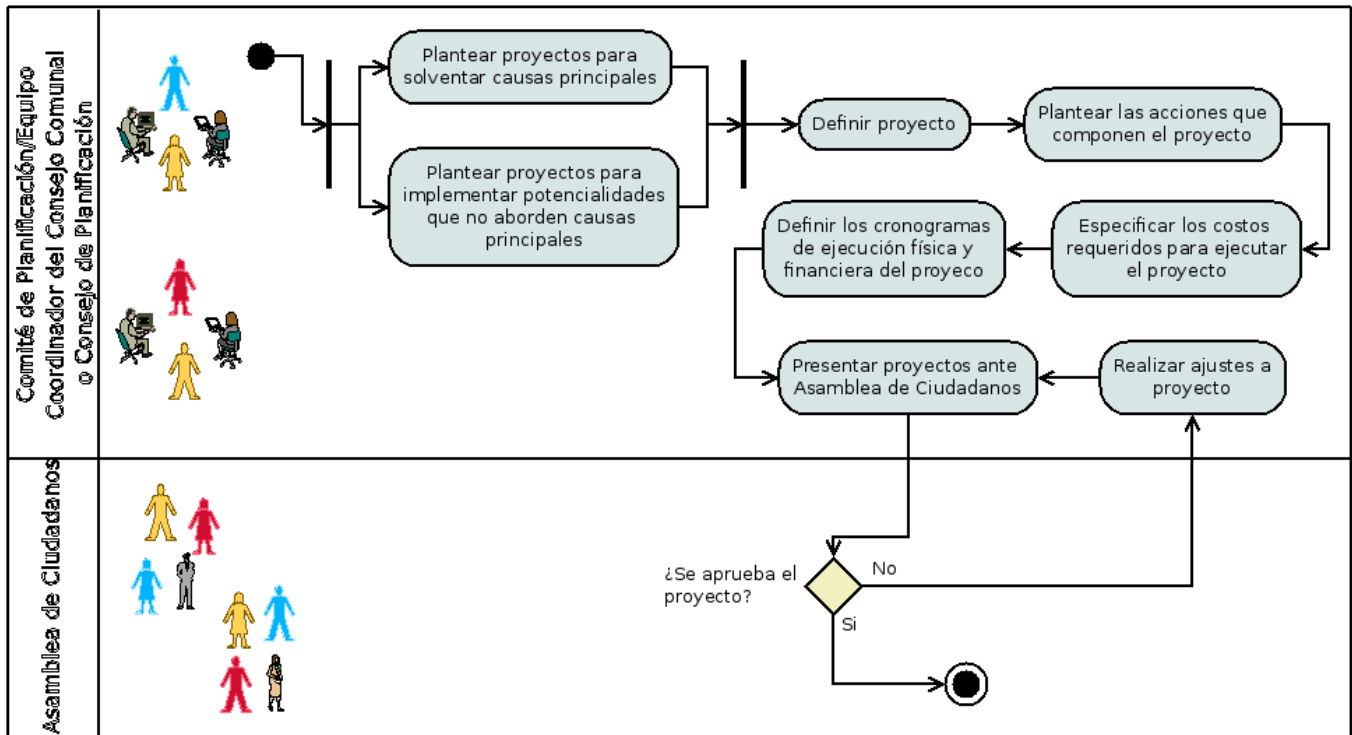 Comité de Planificación/Equipo
Coordinador del Consejo Comunal
o Consejo de Planificación
Plantear proyectos para
solventar causas principales
Plantear proyectos para
implementar potencialidades
que no aborden causas
principales
Definir proyecto
Plantear las acciones que
componen el proyecto
Definir los cronogramas
de ejecución física y
financiera del proyeco
Especificar los costos
requeridos para ejecutar
el proyecto
Presentar proyectos ante
Asamblea de Ciudadanos
Realizar ajustes a
proyecto
Asamblea de Ciudadanos
¿Se aprueba el
proyecto?
No
Si